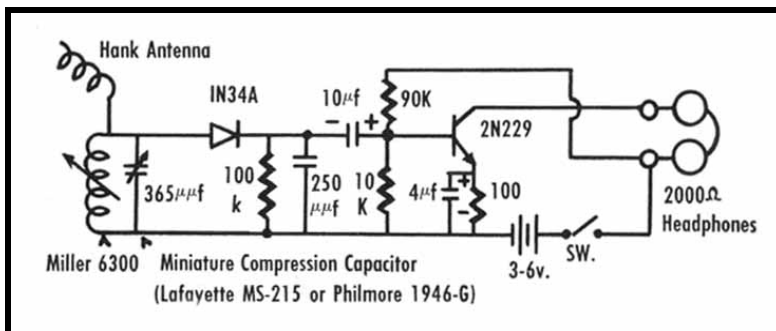 Hank Antenna
IN34A
10µf
90K
2N229
- +
365µµf
100
k
250
µµf
10
K
4µf
+
-
100
2000Ω
Headphones
3-6v.
SW.
Miller 6300 Miniature Compression Capacitor
(Lafayette MS-215 or Philmore 1946-G)